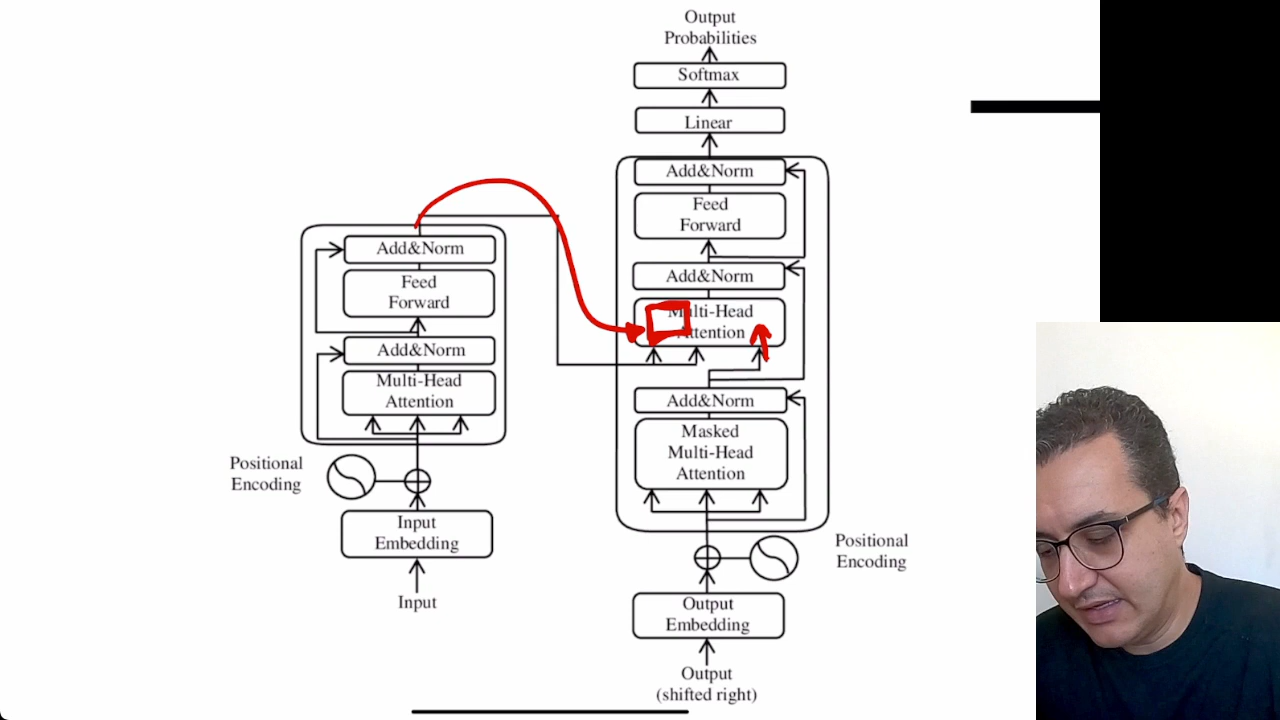 Output
Probabilities
Softmax
Linear
Add&Norm
Feed
Forward
Add&Norm
Multi-Head
Attention
Add&Norm
Masked
Multi-Head
Attention
Positional
Encoding
Output
Embedding
Output
(shifted right)
Add&Norm
Feed
Forward
Add&Norm
Multi-Head
Attention
Positional
Encoding
Input
Embedding
Input